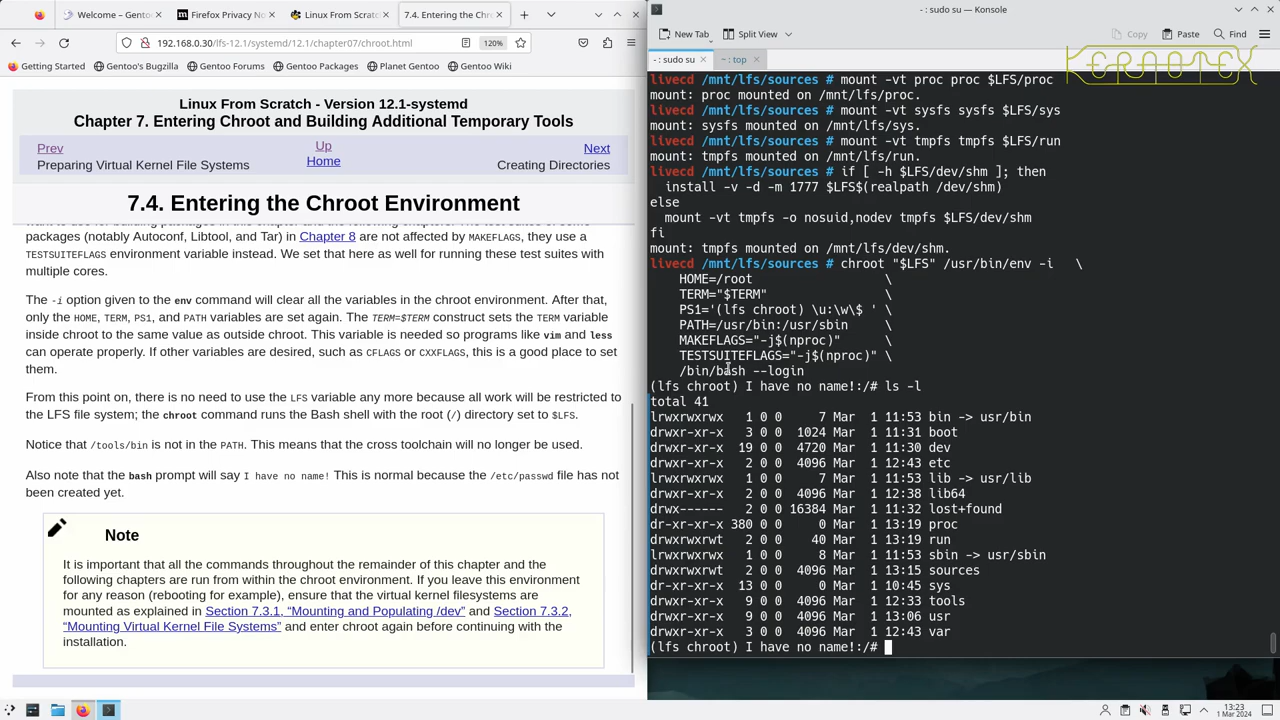 Welcome – Gento
Firefox Privacy No
Linux From Scratc
7.4. Entering the Chro
192.168.0.30/lfs-12.1/systemd/12.1/chapter07/chroot.html
120%
Getting Started
Gentoo's Bugzilla
Gentoo Forums
Gentoo Packages
Planet Gentoo
Gentoo Wiki
Linux From Scratch - Version 12.1-systemd
Chapter 7. Entering Chroot and Building Additional Temporary Tools
Prev
Up
Next
Preparing Virtual Kernel File Systems
Home
Creating Directories
7.4. Entering the Chroot Environment
packages (notably Autoconf, Libtool, and Tar) in Chapter 8 are not affected by MAKEFLAGS, they use a
TESTSUITEFLAGS environment variable instead. We set that here as well for running these test suites with
multiple cores.
The -i option given to the env command will clear all the variables in the chroot environment. After that,
only the HOME, TERM, PS1, and PATH variables are set again. The TERM=$TERM construct sets the TERM variable
inside chroot to the same value as outside chroot. This variable is needed so programs like vim and less
can operate properly. If other variables are desired, such as CFLAGS or CXXFLAGS, this is a good place to set
them.
From this point on, there is no need to use the LFS variable any more because all work will be restricted to
the LFS file system; the chroot command runs the Bash shell with the root (/) directory set to $LFS.
Notice that /tools/bin is not in the PATH. This means that the cross toolchain will no longer be used.
Also note that the bash prompt will say I have no name! This is normal because the /etc/passwd file has not
been created yet.
Note
It is important that all the commands throughout the remainder of this chapter and the
following chapters are run from within the chroot environment. If you leave this environment
for any reason (rebooting for example), ensure that the virtual kernel filesystems are
mounted as explained in Section 7.3.1, “Mounting and Populating /dev” and Section 7.3.2,
“Mounting Virtual Kernel File Systems” and enter chroot again before continuing with the
installation.
- : sudo su — Konsole
New Tab
Split View
Copy
Paste
Find
- : sudo su
~ : top
KERNOTEX
livecd /mnt/lfs/sources # mount -vt proc proc $LFS/proc
mount: proc mounted on /mnt/lfs/proc.
livecd /mnt/lfs/sources # mount -vt sysfs sysfs $LFS/sys
mount: sysfs mounted on /mnt/lfs/sys.
livecd /mnt/lfs/sources # mount -vt tmpfs tmpfs $LFS/run
mount: tmpfs mounted on /mnt/lfs/run.
livecd /mnt/lfs/sources # if [ -h $LFS/dev/shm ]; then
  install -v -d -m 1777 $LFS$(realpath /dev/shm)
else
  mount -vt tmpfs -o nosuid,nodev tmpfs $LFS/dev/shm
fi
mount: tmpfs mounted on /mnt/lfs/dev/shm.
livecd /mnt/lfs/sources # chroot "$LFS" /usr/bin/env -i   \
    HOME=/root                  \
    TERM="$TERM"                \
    PS1='(lfs chroot) \u:\w\$ ' \
    PATH=/usr/bin:/usr/sbin     \
    MAKEFLAGS="-j$(nproc)"      \
    TESTSUITEFLAGS="-j$(nproc)" \
    /bin/bash --login
(lfs chroot) I have no name!:/# ls -l
total 41
lrwxrwxrwx   1 0 0     7 Mar  1 11:53 bin -> usr/bin
drwxr-xr-x   3 0 0  1024 Mar  1 11:31 boot
drwxr-xr-x  19 0 0  4720 Mar  1 11:30 dev
drwxr-xr-x   2 0 0  4096 Mar  1 12:43 etc
lrwxrwxrwx   1 0 0     7 Mar  1 11:53 lib -> usr/lib
drwxr-xr-x   2 0 0  4096 Mar  1 12:38 lib64
drwx------   2 0 0 16384 Mar  1 11:32 lost+found
dr-xr-xr-x 380 0 0     0 Mar  1 13:19 proc
drwxrwxrwt   2 0 0    40 Mar  1 13:19 run
lrwxrwxrwx   1 0 0     8 Mar  1 11:53 sbin -> usr/sbin
drwxrwxrwt   2 0 0  4096 Mar  1 13:15 sources
dr-xr-xr-x  13 0 0     0 Mar  1 10:45 sys
drwxr-xr-x   9 0 0  4096 Mar  1 12:33 tools
drwxr-xr-x   9 0 0  4096 Mar  1 13:06 usr
drwxr-xr-x   3 0 0  4096 Mar  1 12:43 var
(lfs chroot) I have no name!:/#
13:23
1 Mar 2024